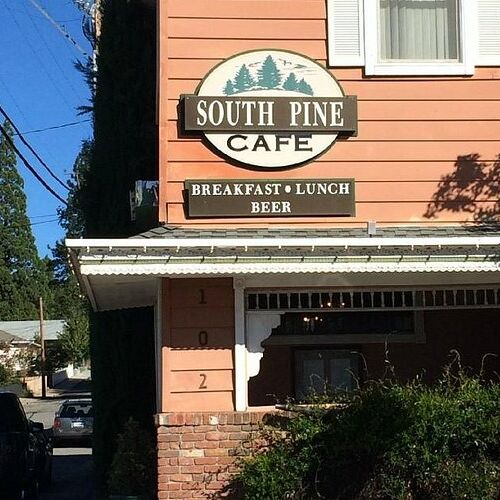 SOUTH PINE
CAFE
BREAKFAST • LUNCH
BEER
1
0
2